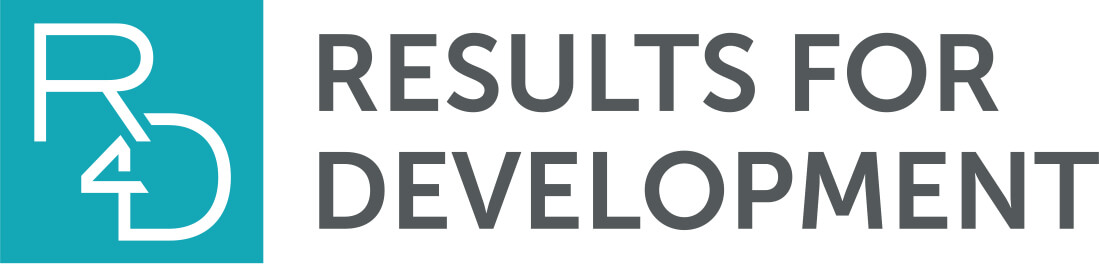 R4D
RESULTS FOR
DEVELOPMENT